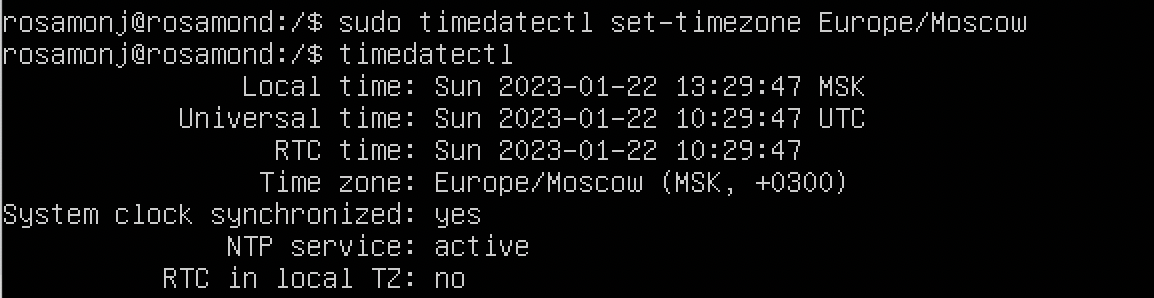 rosamonj@rosamond:/$ sudo timedatectl set-timezone Europe/Moscow
rosamonj@rosamond:/$ timedatectl
Local time: Sun 2023-01-22 13:29:47 MSK
Universal time: Sun 2023-01-22 10:29:47 UTC
RTC time: Sun 2023-01-22 10:29:47
Time zone: Europe/Moscow (MSK, +0300)
System clock synchronized: yes
NTP service: active
RTC in local TZ: no